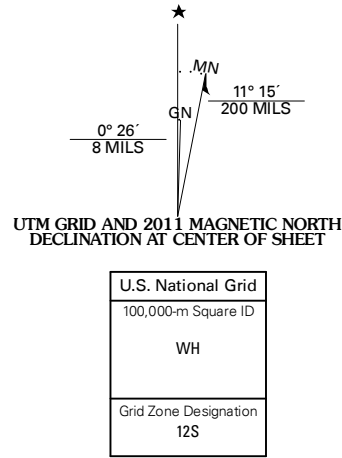 ★
MN
GN
11° 15´
200 MILS
0° 26´
8 MILS
UTM GRID AND 2011 MAGNETIC NORTH
DECLINATION AT CENTER OF SHEET
U.S. National Grid
100,000-m Square ID
WH
Grid Zone Designation
12S